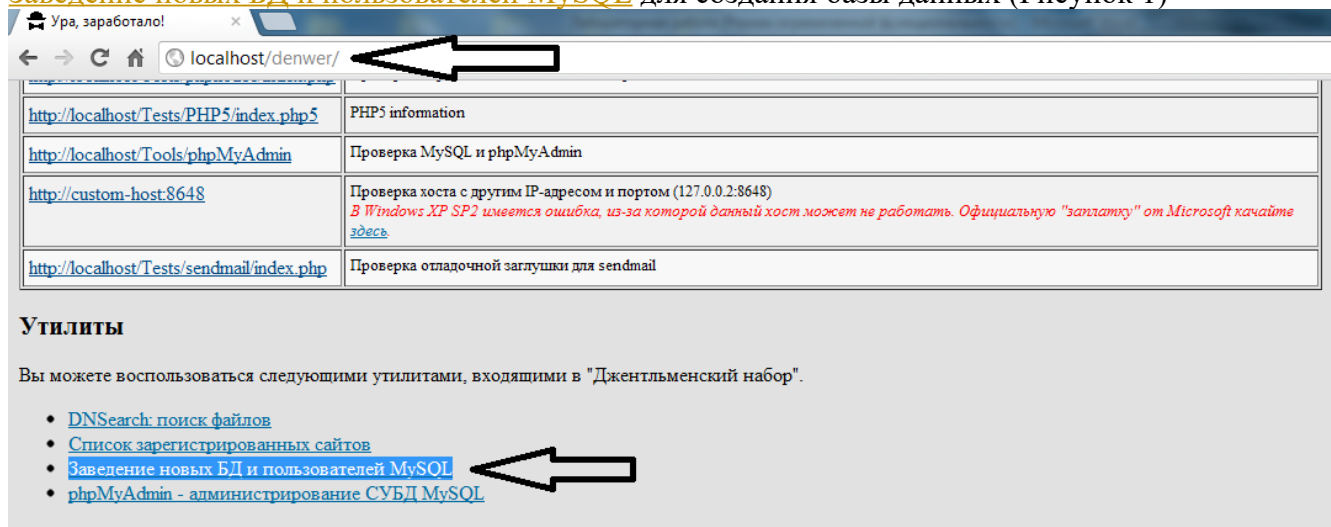 Заведение новых БД и пользователей MySQL для создания базы данных (Рисунок 1)
Ура, заработало!
localhost/denwer/
http://localhost/Tests/PHP5/index.php5 PHP5 information
http://localhost/Tools/phpMyAdmin Проверка MySQL и phpMyAdmin
http://custom-host:8648 Проверка хоста с другим IP-адресом и портом (127.0.0.2:8648)
В Windows XP SP2 имеется ошибка, из-за которой данный хост может не работать. Официальную "заплатку" от Microsoft качайте
здесь.
http://localhost/Tests/sendmail/index.php Проверка отладочной заглушки для sendmail
Утилиты
Вы можете воспользоваться следующими утилитами, входящими в "Джентльменский набор".
DNSearch: поиск файлов
Список зарегистрированных сайтов
Заведение новых БД и пользователей MySQL
phpMyAdmin - администрирование СУБД MySQL